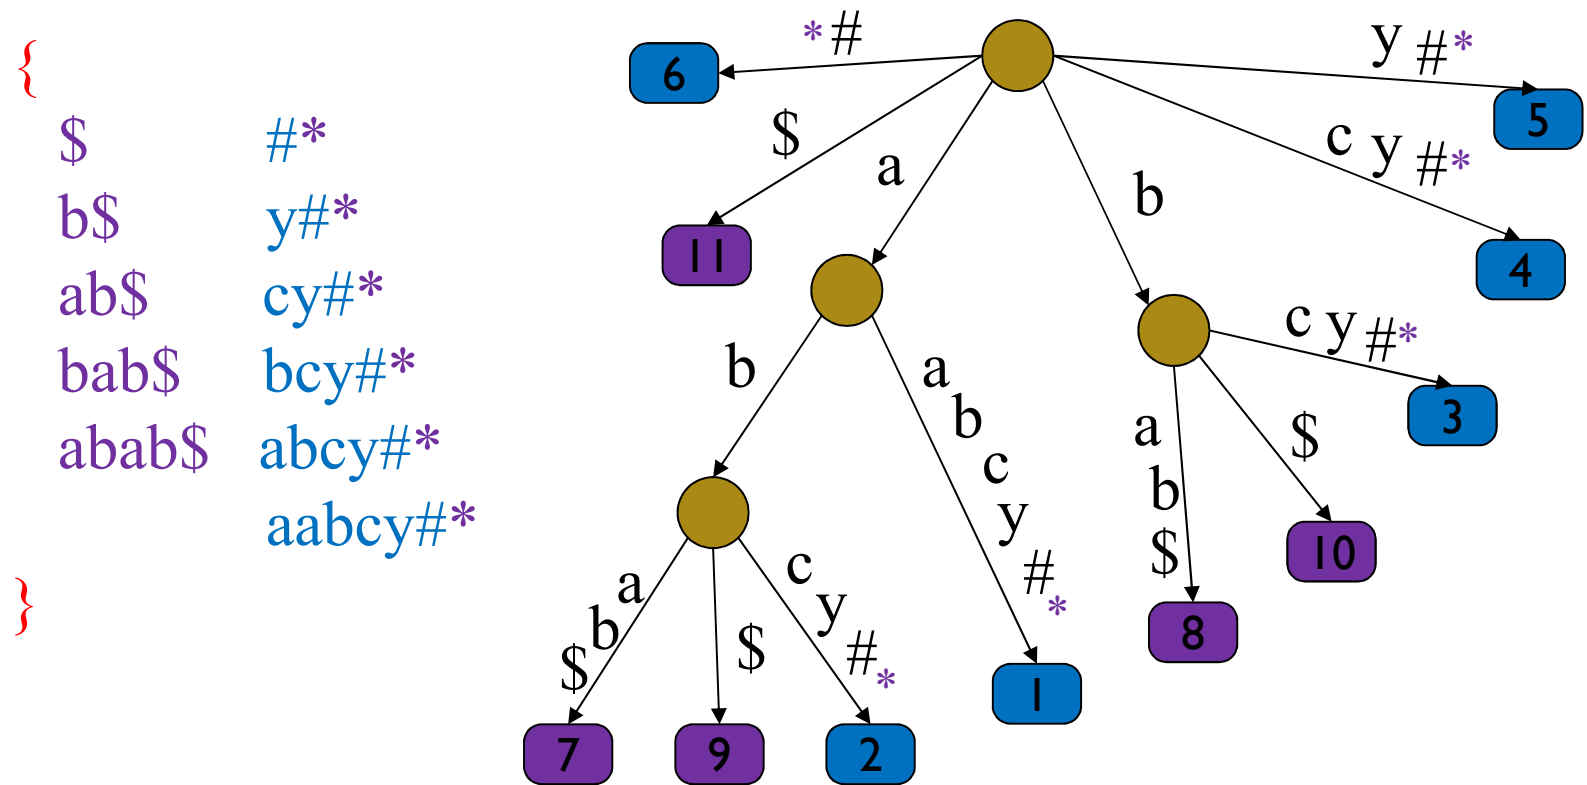 {
$ #*
b$ y#*
ab$ cy#*
bab$ bcy#*
abab$ abcy#*
aabcy#*
}
* #
y #*
6
5
$
c y #*
a
b
11
4
c y #*
b
a b c y # *
3
a b $
$
10
8
a b $
$
c y # *
1
7
9
2